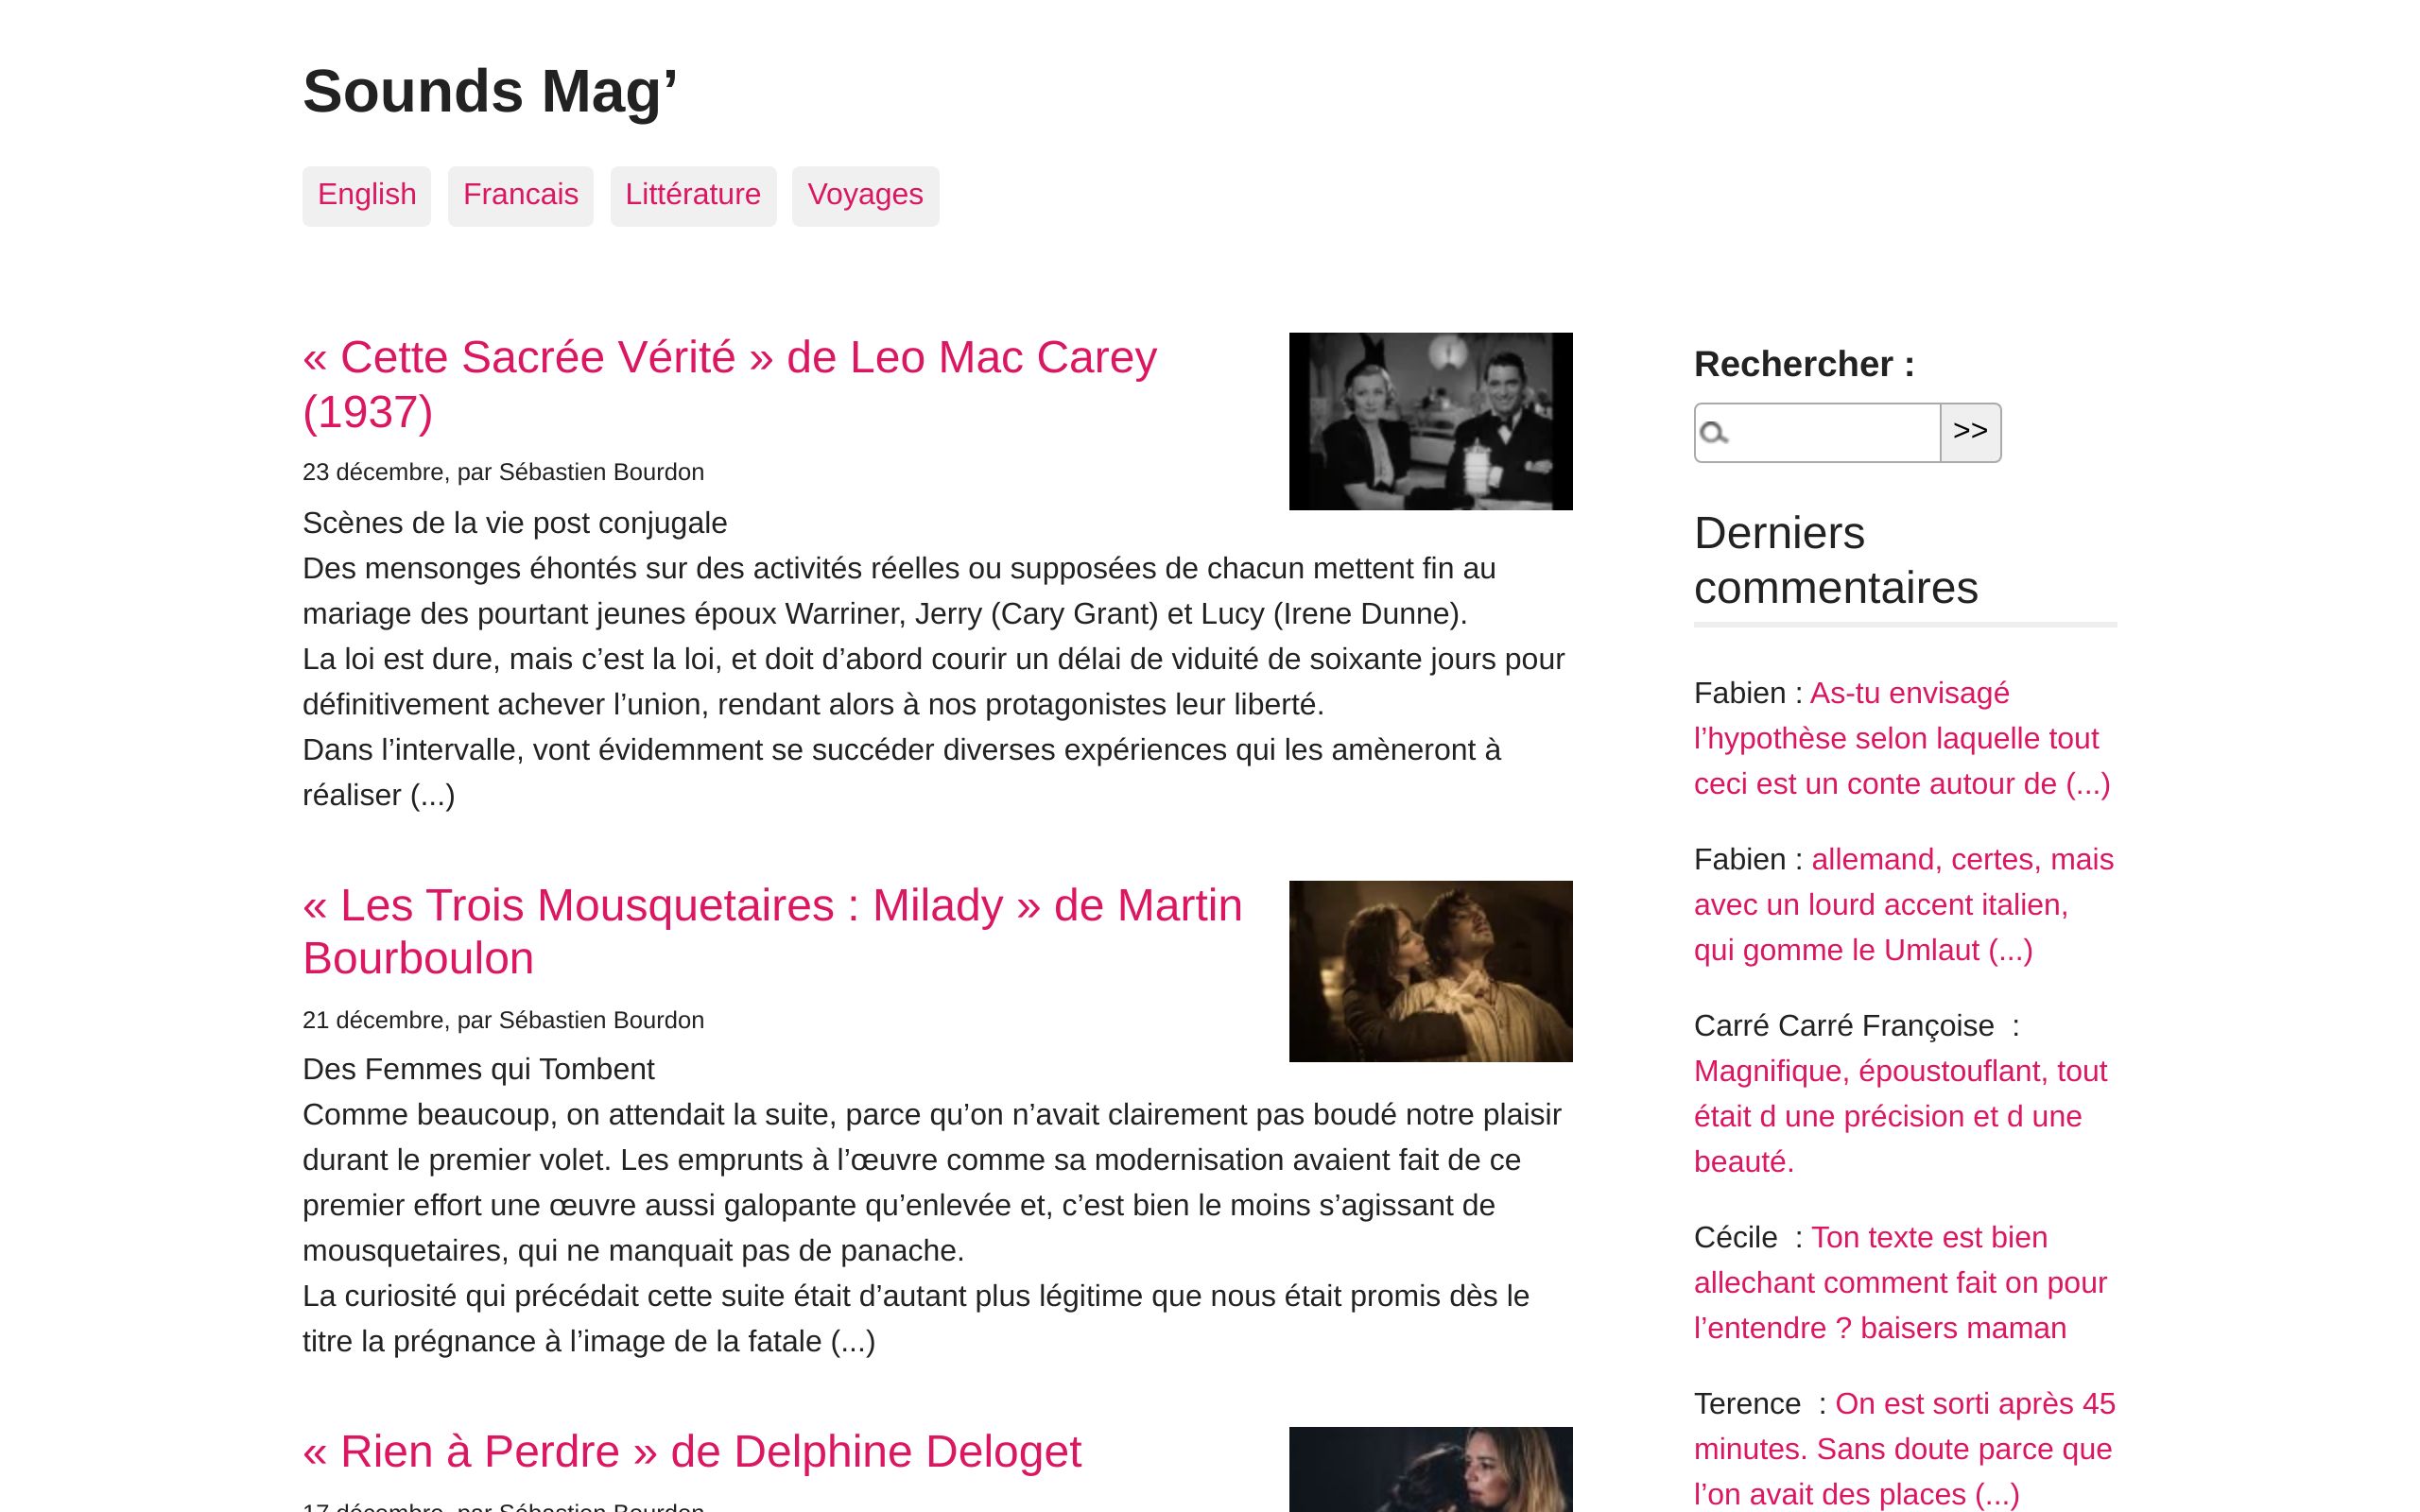 Sounds Mag’
English
Francais
Littérature
Voyages
« Cette Sacrée Vérité » de Leo Mac Carey
(1937)
23 décembre, par Sébastien Bourdon
Scènes de la vie post conjugale
Des mensonges éhontés sur des activités réelles ou supposées de chacun mettent fin au
mariage des pourtant jeunes époux Warriner, Jerry (Cary Grant) et Lucy (Irene Dunne).
La loi est dure, mais c’est la loi, et doit d’abord courir un délai de viduité de soixante jours pour
définitivement achever l’union, rendant alors à nos protagonistes leur liberté.
Dans l’intervalle, vont évidemment se succéder diverses expériences qui les amèneront à
réaliser (...)
« Les Trois Mousquetaires : Milady » de Martin
Bourboulon
21 décembre, par Sébastien Bourdon
Des Femmes qui Tombent
Comme beaucoup, on attendait la suite, parce qu’on n’avait clairement pas boudé notre plaisir
durant le premier volet. Les emprunts à l’œuvre comme sa modernisation avaient fait de ce
premier effort une œuvre aussi galopante qu’enlevée et, c’est bien le moins s’agissant de
mousquetaires, qui ne manquait pas de panache.
La curiosité qui précédait cette suite était d’autant plus légitime que nous était promis dès le
titre la prégnance à l’image de la fatale (...)
« Rien à Perdre » de Delphine Deloget
17 décembre, par Sébastien Bourdon
Rechercher :
>>
Derniers
commentaires
Fabien : As-tu envisagé
l’hypothèse selon laquelle tout
ceci est un conte autour de (...)
Fabien : allemand, certes, mais
avec un lourd accent italien,
qui gomme le Umlaut (...)
Carré Carré Françoise  :
Magnifique, époustouflant, tout
était d une précision et d une
beauté.
Cécile  : Ton texte est bien
allechant comment fait on pour
l’entendre ? baisers maman
Terence  : On est sorti après 45
minutes. Sans doute parce que
l’on avait des places (...)